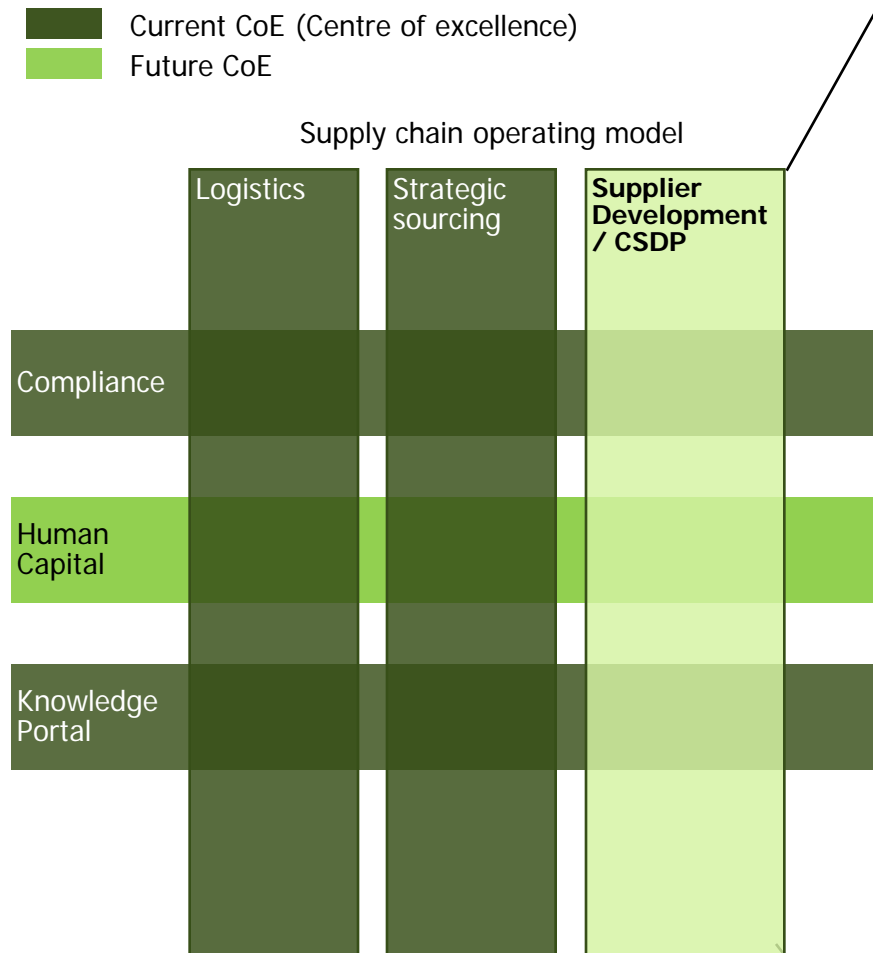 Current CoE (Centre of excellence)
Future CoE
Supply chain operating model
Logistics
Strategic
sourcing
Supplier
Development
/ CSDP
Compliance
Human
Capital
Knowledge
Portal